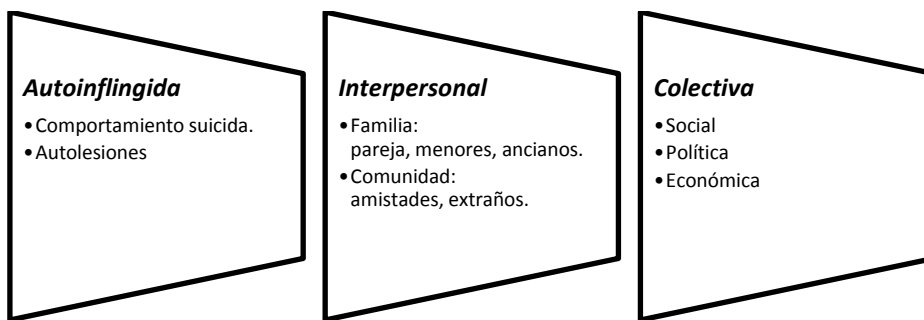 Autoinflingida
•Comportamiento suicida.
•Autolesiones
Interpersonal
•Familia:
pareja, menores, ancianos.
•Comunidad:
amistades, extraños.
Colectiva
•Social
•Política
•Económica